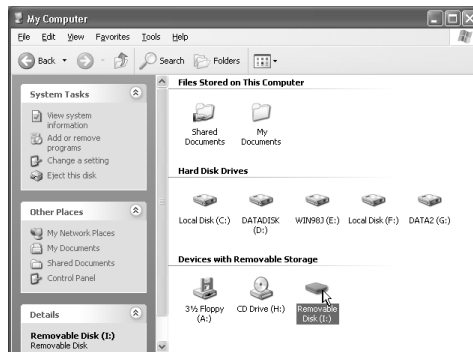 My Computer
File Edit View Favorites Tools Help
Back Search Folders
System Tasks
View system
information
Add or remove
programs
Change a setting
Eject this disk
Other Places
My Network Places
My Documents
Shared Documents
Control Panel
Details
Removable Disk (I:)
Removable Disk
Files Stored on This Computer
Shared
Documents
My
Documents
Hard Disk Drives
Local Disk (C:) DATADISK
(D:) WIN98J (E:) Local Disk (F:) DATA2 (G:)
Devices with Removable Storage
3½ Floppy
(A:)
CD Drive (H:)
Removable
Disk (I:)